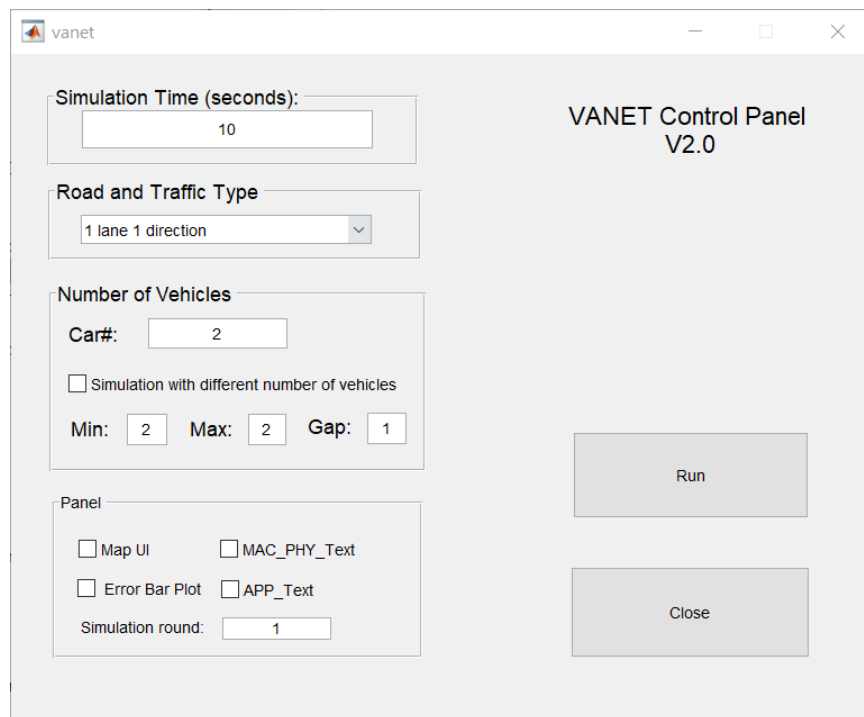 vanet
Simulation Time (seconds):
10
VANET Control Panel
V2.0
Road and Traffic Type
1 lane 1 direction
Number of Vehicles
Car#: 2
Simulation with different number of vehicles
Min: 2 Max: 2 Gap: 1
Run
Panel
Map UI MAC_PHY_Text
Error Bar Plot APP_Text
Simulation round: 1
Close